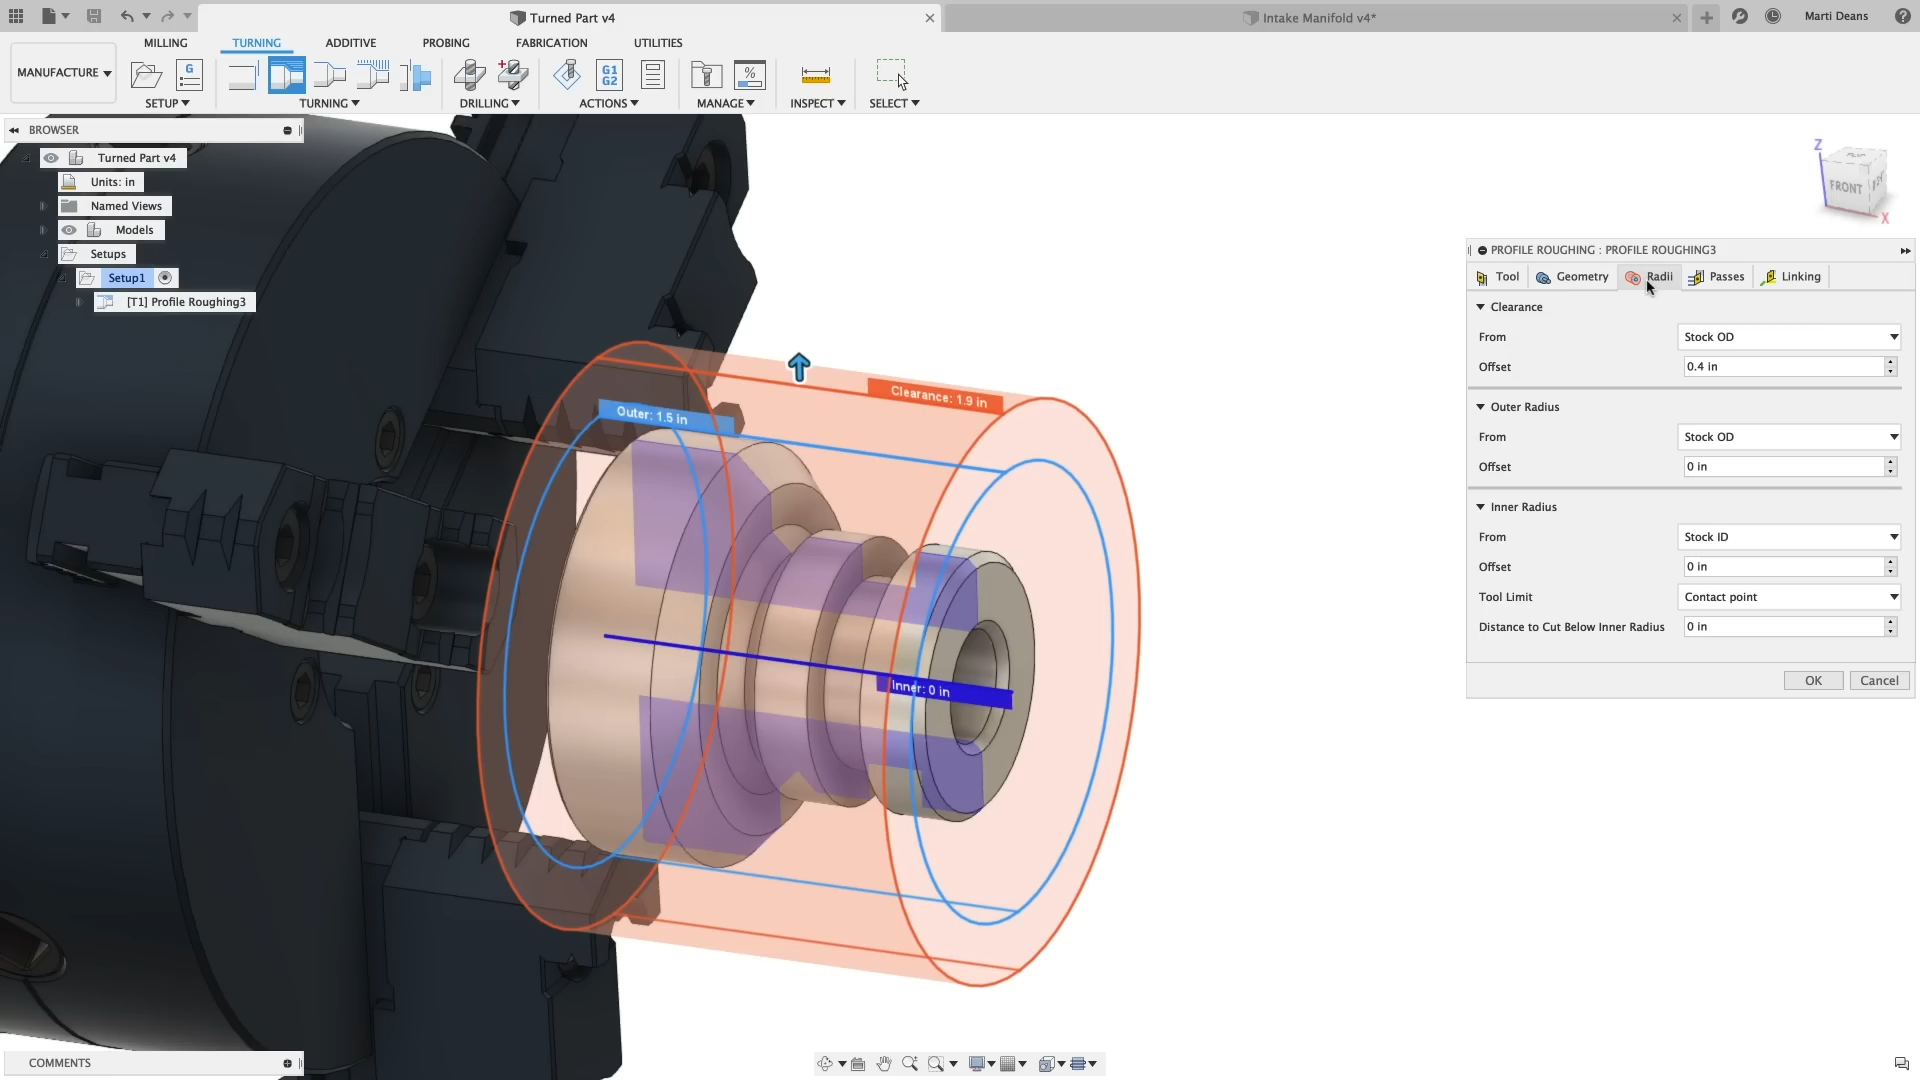 Turned Part v4
Intake Manifold v4*
Marti Deans
MANUFACTURE
MILLING
TURNING
ADDITIVE
PROBING
FABRICATION
UTILITIES
G
G1
G2
%
SETUP
TURNING
DRILLING
ACTIONS
MANAGE
INSPECT
SELECT
BROWSER
Turned Part v4
Units: in
Named Views
Models
Setups
Setup1
[T1] Profile Roughing3
Z
FRONT
X
Clearance: 1.9 in
Outer: 1.5 in
Inner: 0 in
PROFILE ROUGHING : PROFILE ROUGHING3
Tool
Geometry
Radii
Passes
Linking
Clearance
From
Stock OD
Offset
0.4 in
Outer Radius
From
Stock OD
Offset
0 in
Inner Radius
From
Stock ID
Offset
0 in
Tool Limit
Contact point
Distance to Cut Below Inner Radius
0 in
OK
Cancel
COMMENTS